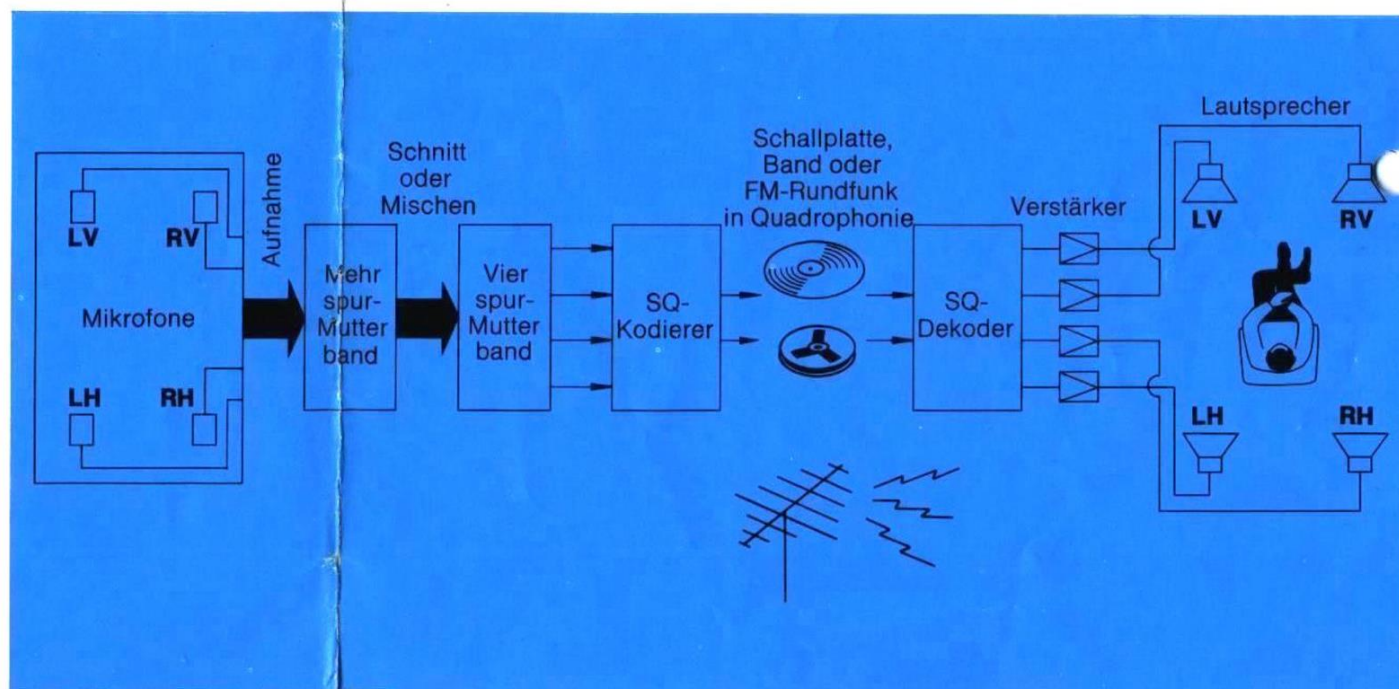 LV
RV
Mikrofone
LH
RH
Aufnahme
Mehr
spur-
Mutter
band
Schnitt
oder
Mischen
Vier
spur-
Mutter
band
SQ-
Kodierer
Schallplatte,
Band oder
FM-Rundfunk
in Quadrophonie
SQ-
Dekoder
Verstärker
Lautsprecher
LV
RV
LH
RH